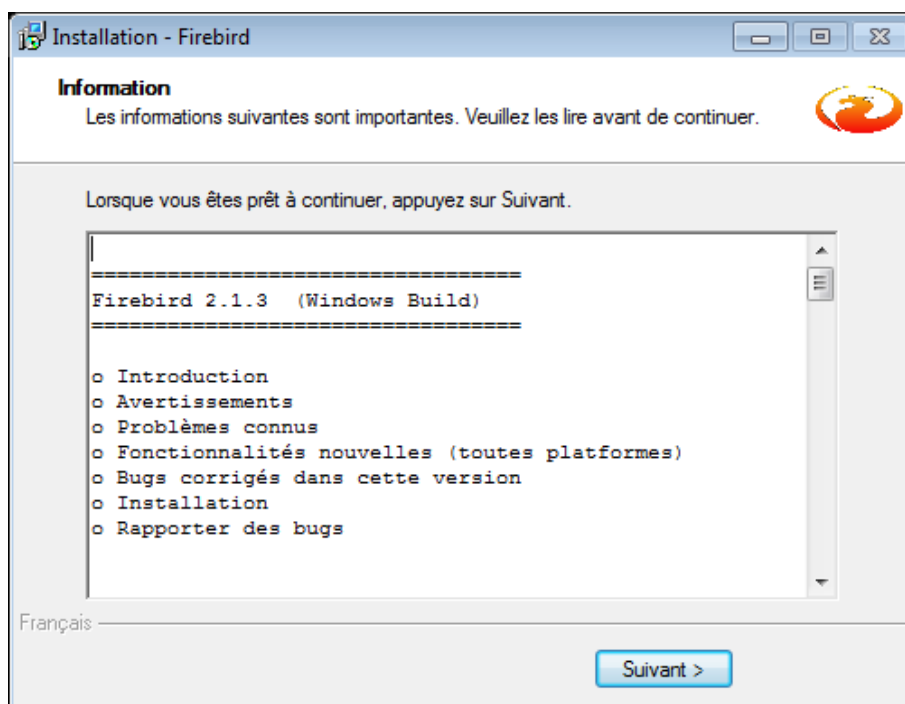 Installation - Firebird
Information
Les informations suivantes sont importantes. Veuillez les lire avant de continuer.
Lorsque vous êtes prêt à continuer, appuyez sur Suivant.
==================================
Firebird 2.1.3  (Windows Build)
==================================
o Introduction
o Avertissements
o Problèmes connus
o Fonctionnalités nouvelles (toutes platformes)
o Bugs corrigés dans cette version
o Installation
o Rapporter des bugs
Français
Suivant >